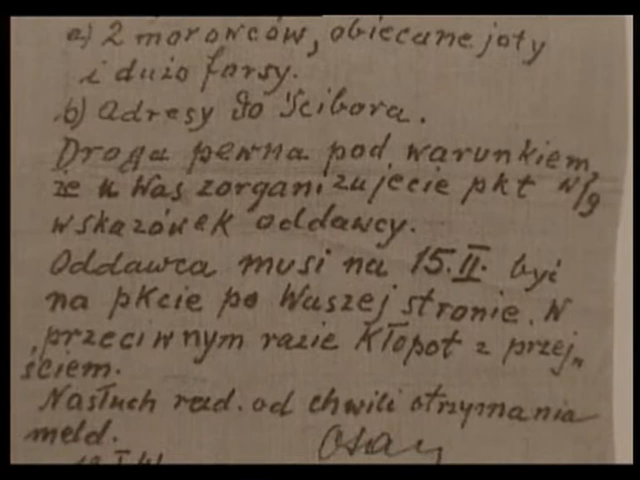 a) 2 morowców, obiecane joty
i dużo forsy.
b) Adresy do Ścibora.
Droga pewna pod warunkiem,
że u Was zorganizujecie pkt w/g
wskazówek oddawcy.
Oddawca musi na 15.II. być
na pkcie po Waszej stronie. W
przeciwnym razie kłopot z przej„
ściem.
Nasłuch rad. od chwili otrzymania
meld.